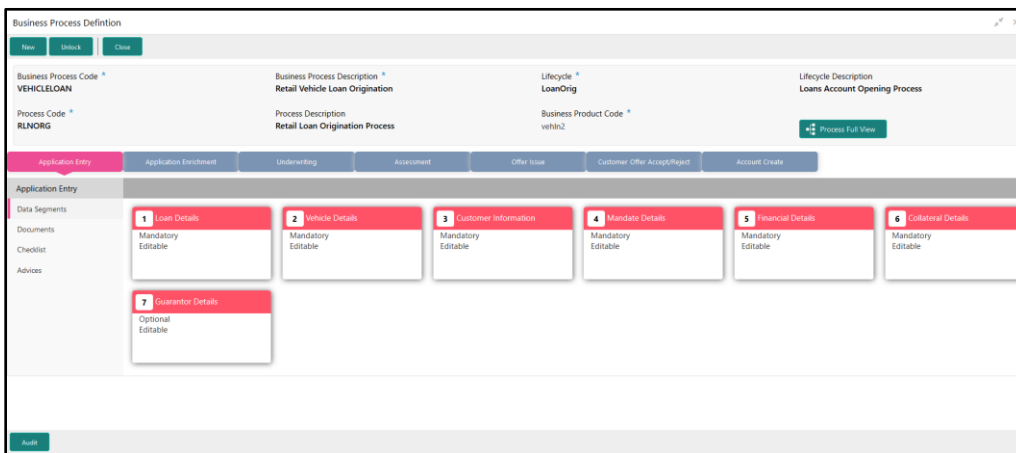 Business Process Defintion
New Unlock Close
Business Process Code * Business Process Description * Lifecycle * Lifecycle Description
VEHICLELOAN Retail Vehicle Loan Origination LoanOrig Loans Account Opening Process
Process Code * Process Description Business Product Code *
RLNORG Retail Loan Origination Process vehln2 Process Full View
Application Entry Application Enrichment Underwriting Assessment Offer Issue Customer Offer Accept/Reject Account Create
Application Entry
Data Segments
Documents
Checklist
Advices
1 Loan Details 2 Vehicle Details 3 Customer Information 4 Mandate Details 5 Financial Details 6 Collateral Details
Mandatory Mandatory Mandatory Mandatory Mandatory Mandatory
Editable Editable Editable Editable Editable Editable
7 Guarantor Details
Optional
Editable
Audit